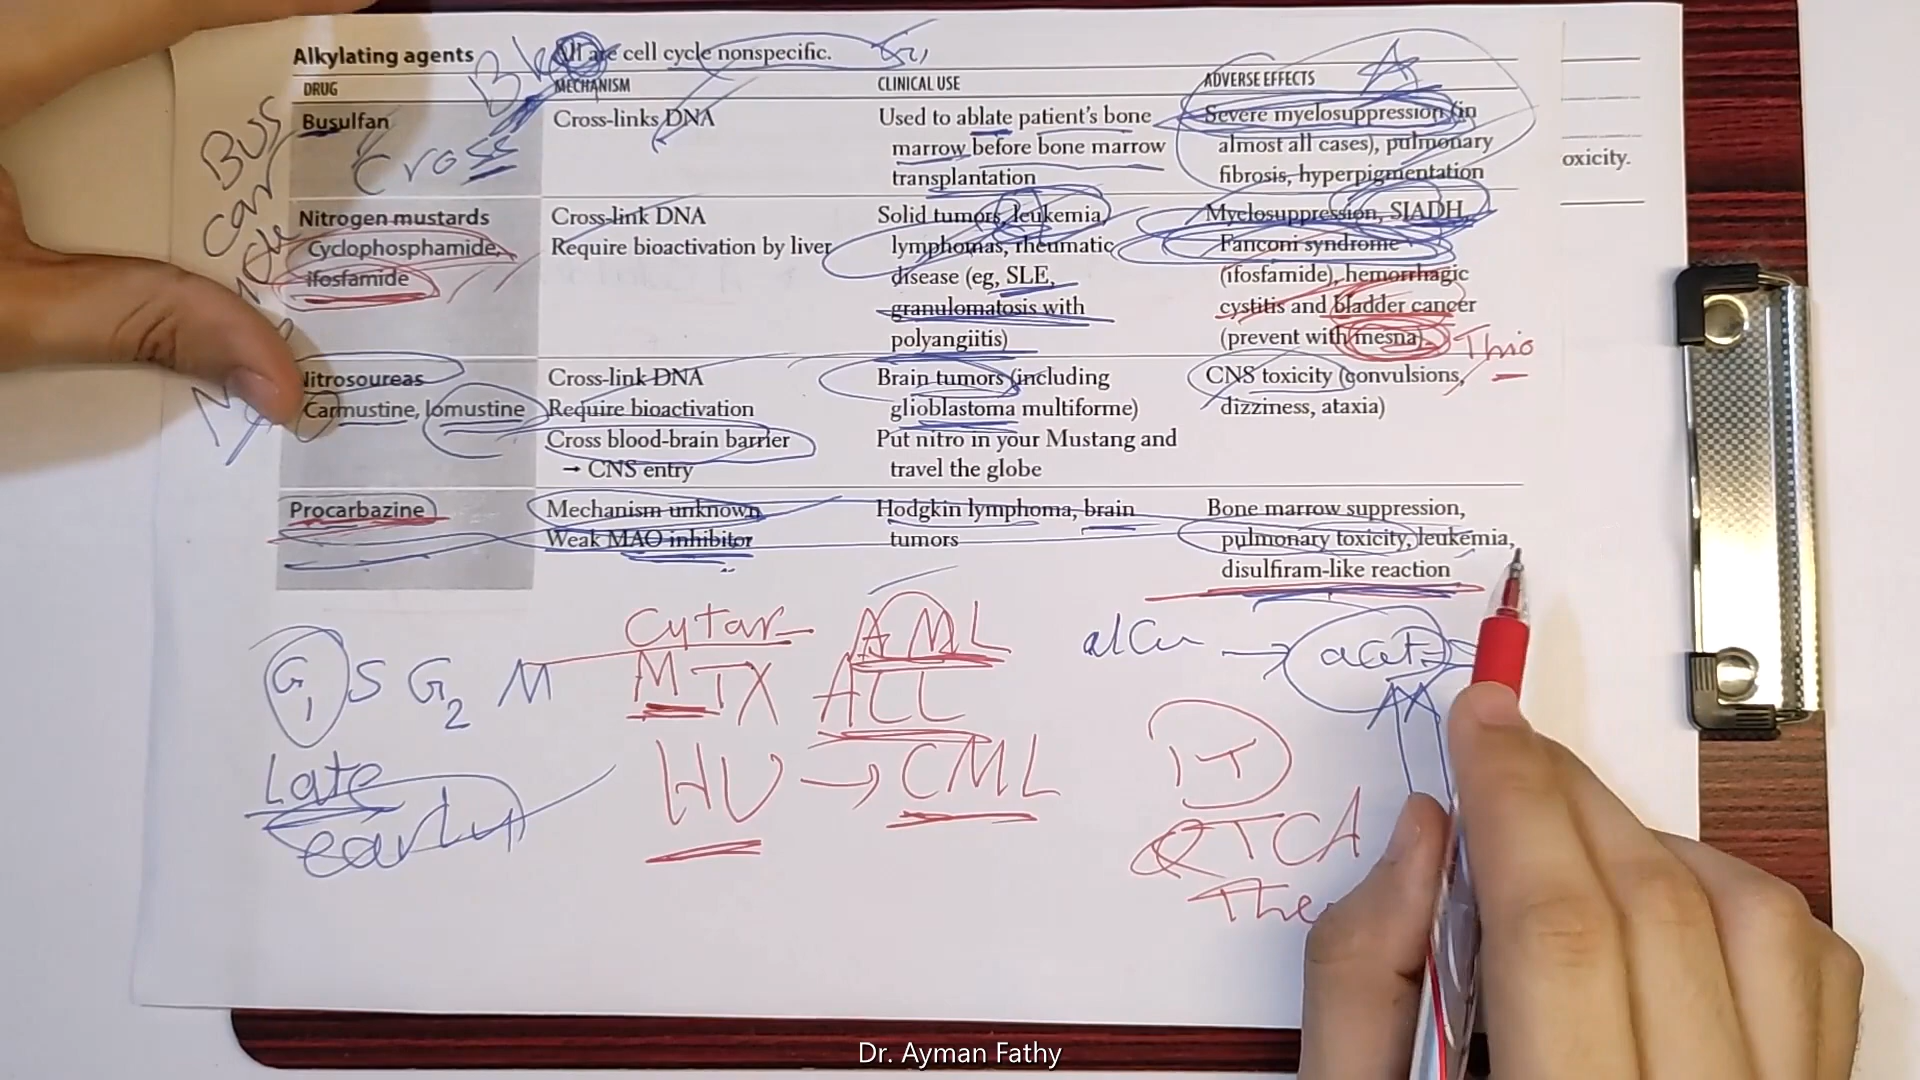 Alkylating agents All are cell cycle nonspecific.
DRUG MECHANISM CLINICAL USE ADVERSE EFFECTS
Busulfan Cross-links DNA Used to ablate patient's bone marrow before bone marrow transplantation Severe myelosuppression (in almost all cases), pulmonary fibrosis, hyperpigmentation
Cross
Bus
Car
oxicity.
Nitrogen mustards
Cyclophosphamide,
ifosfamide
Cross-link DNA
Require bioactivation by liver
Solid tumors, leukemia,
lymphomas, rheumatic
disease (eg, SLE,
granulomatosis with
polyangiitis)
Myelosuppression, SIADH,
Fanconi syndrome
(ifosfamide), hemorrhagic
cystitis and bladder cancer
(prevent with mesna).
Thio
Nitrosoureas
Carmustine, lomustine
Cross-link DNA
Require bioactivation
Cross blood-brain barrier
→ CNS entry
Brain tumors (including
glioblastoma multiforme)
Put nitro in your Mustang and
travel the globe
CNS toxicity (convulsions,
dizziness, ataxia)
Procarbazine
Mechanism unknown
Weak MAO inhibitor
Hodgkin lymphoma, brain
tumors
Bone marrow suppression,
pulmonary toxicity, leukemia,
disulfiram-like reaction
G1 S G2 M
Late
early
Cytar AML
MTX ALL
HU → CML
IT
QTCA
The
Dr. Ayman Fathy